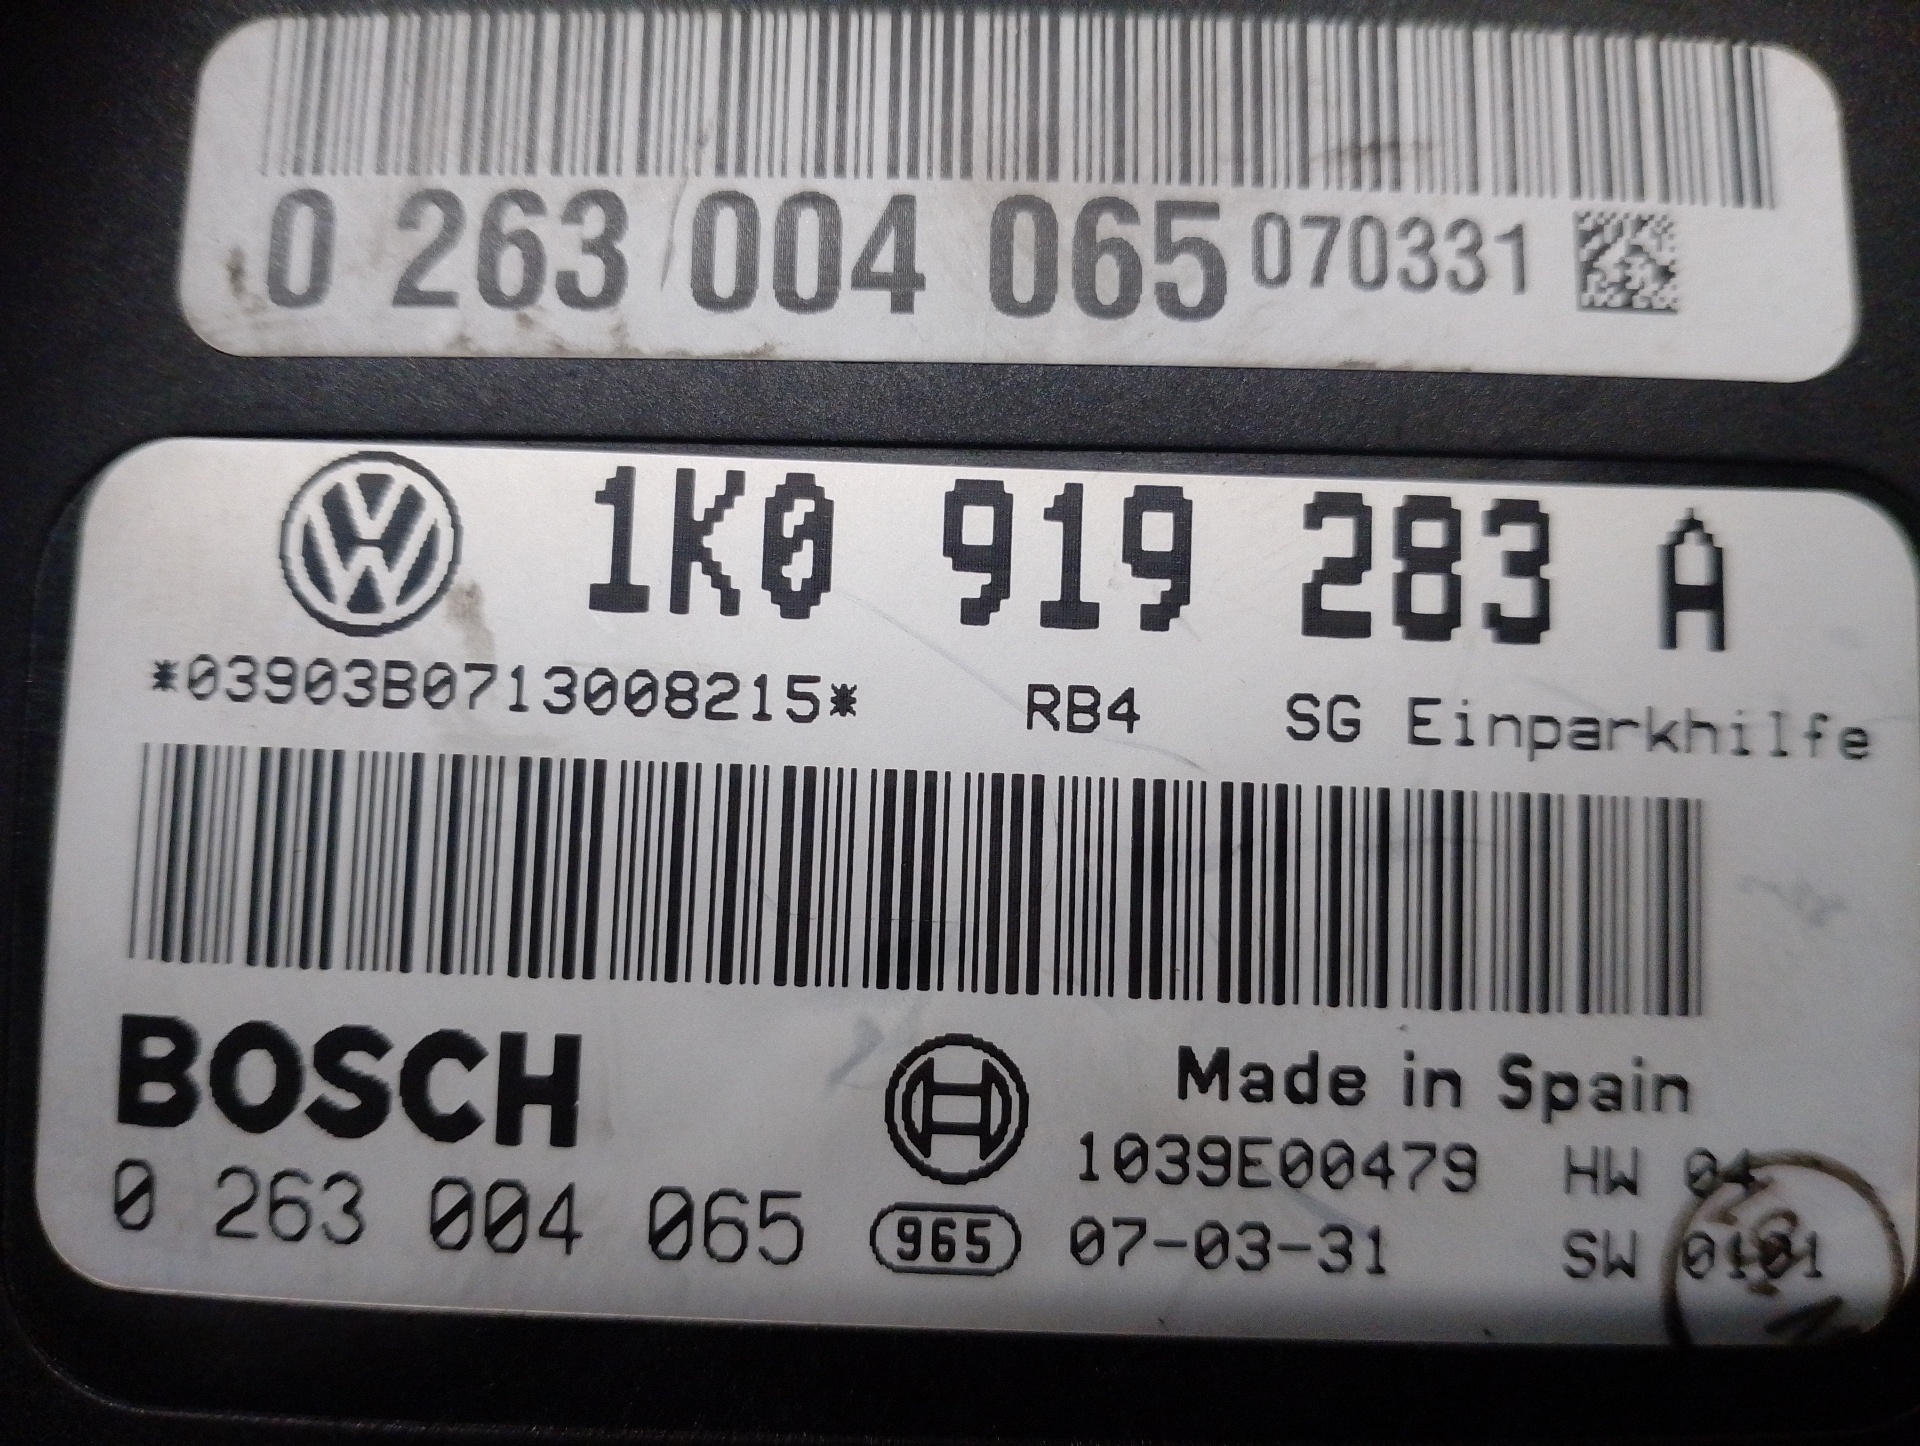 0 263 004 065 070331
1K0 919 283 A
*03903B0713008215* RB4 SG Einparkhilfe
BOSCH
Made in Spain
1039E00479 HW 04
0 263 004 065 965 07-03-31 SW 0101